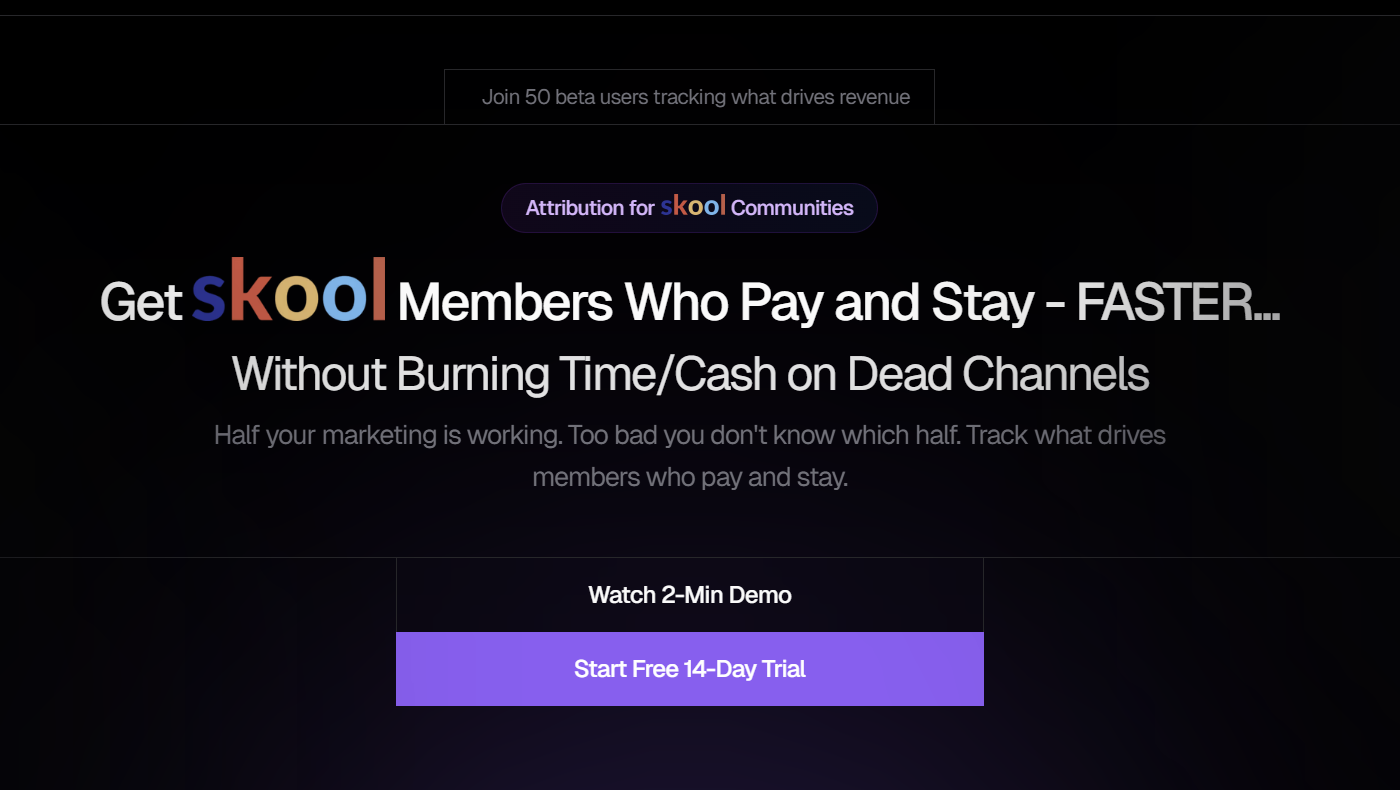 Join 50 beta users tracking what drives revenue
Attribution for skool Communities
Get skool Members Who Pay and Stay - FASTER...
Without Burning Time/Cash on Dead Channels
Half your marketing is working. Too bad you don't know which half. Track what drives
members who pay and stay.
Watch 2-Min Demo
Start Free 14-Day Trial